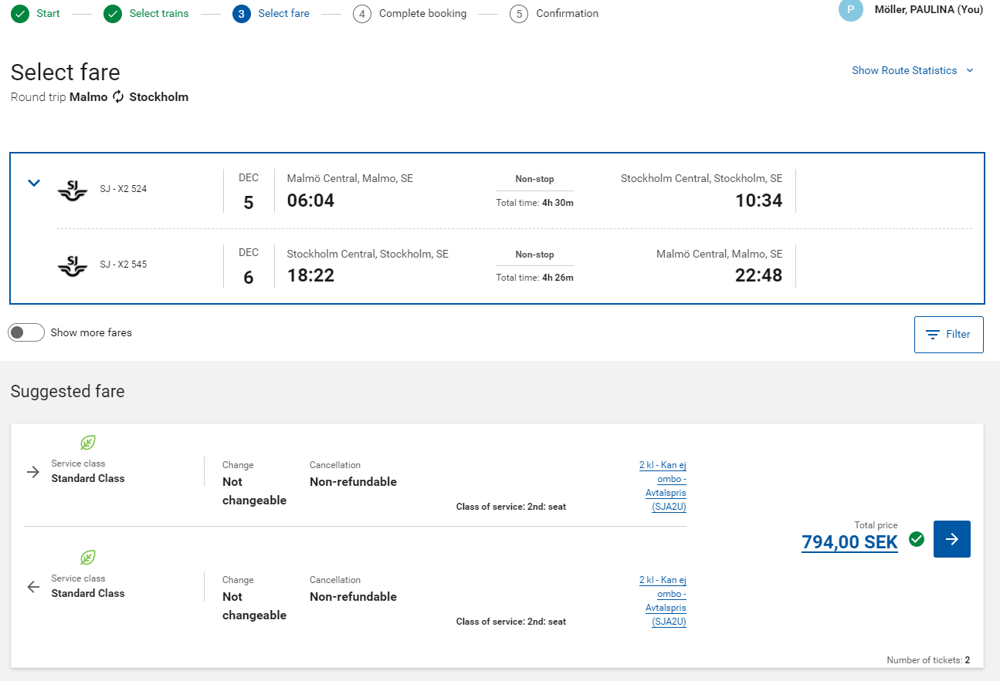 Start
Select trains
3 Select fare
4 Complete booking
5 Confirmation
P Möller, PAULINA (You)
Select fare
Show Route Statistics
Round trip Malmo Stockholm
SJ
SJ - X2 524
DEC
5
Malmö Central, Malmo, SE
06:04
Non-stop
Total time: 4h 30m
Stockholm Central, Stockholm, SE
10:34
SJ
SJ - X2 545
DEC
6
Stockholm Central, Stockholm, SE
18:22
Non-stop
Total time: 4h 26m
Malmö Central, Malmo, SE
22:48
Show more fares
Filter
Suggested fare
Service class
Standard Class
Change
Not
changeable
Cancellation
Non-refundable
Class of service: 2nd: seat
2 kl - Kan ej
ombo -
Avtalspris
(SJA2U)
Total price
794,00 SEK
Service class
Standard Class
Change
Not
changeable
Cancellation
Non-refundable
Class of service: 2nd: seat
2 kl - Kan ej
ombo -
Avtalspris
(SJA2U)
Number of tickets: 2